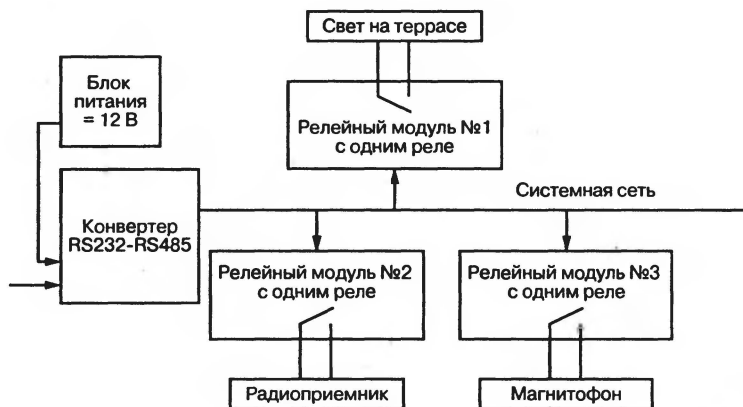 Свет на террасе
Блок
питания
= 12 В
Релейный модуль №1
с одним реле
Системная сеть
Конвертер
RS232-RS485
Релейный модуль №2
с одним реле
Релейный модуль №3
с одним реле
Радиоприемник
Магнитофон